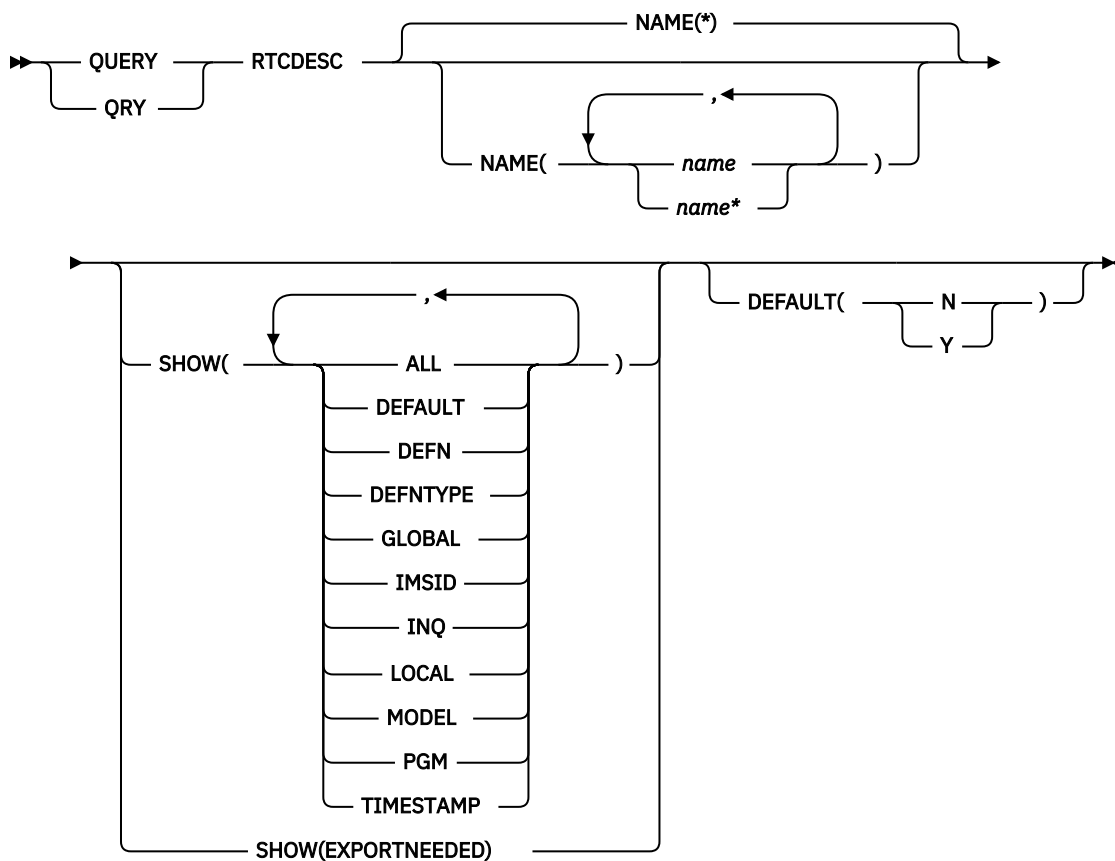 NAME(*)
QUERY RTCDESC
QRY
,
NAME( name )
name*
DEFAULT( N )
Y
,
SHOW( ALL )
DEFAULT
DEFN
DEFNTYPE
GLOBAL
IMSID
INQ
LOCAL
MODEL
PGM
TIMESTAMP
SHOW(EXPORTNEEDED)